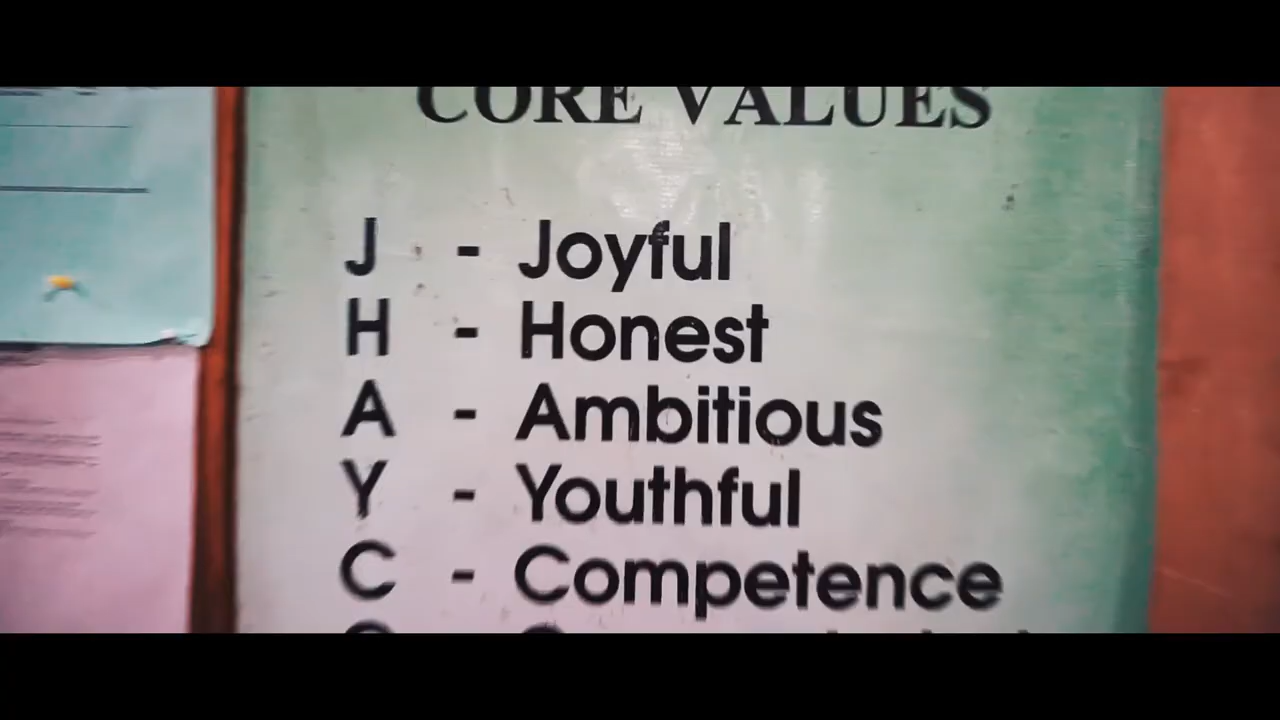 CORE VALUES
J - Joyful
H - Honest
A - Ambitious
Y - Youthful
C - Competence